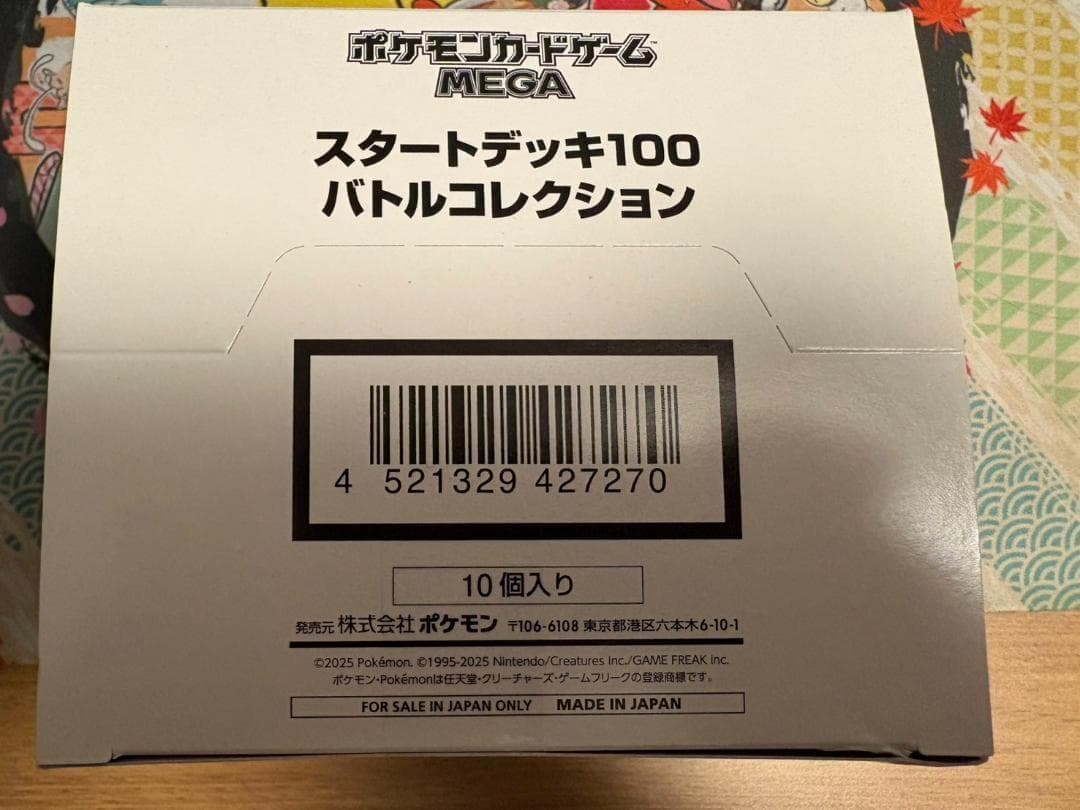 ポケモンカードゲーム™
MEGA
スタートデッキ100
バトルコレクション
4 521329 427270
10個入り
発売元 株式会社 ポケモン 〒106-6108 東京都港区六本木6-10-1
©2025 Pokémon. ©1995-2025 Nintendo/Creatures Inc./GAME FREAK inc.
ポケモン・Pokémonは任天堂・クリーチャーズ・ゲームフリークの登録商標です。
FOR SALE IN JAPAN ONLY MADE IN JAPAN